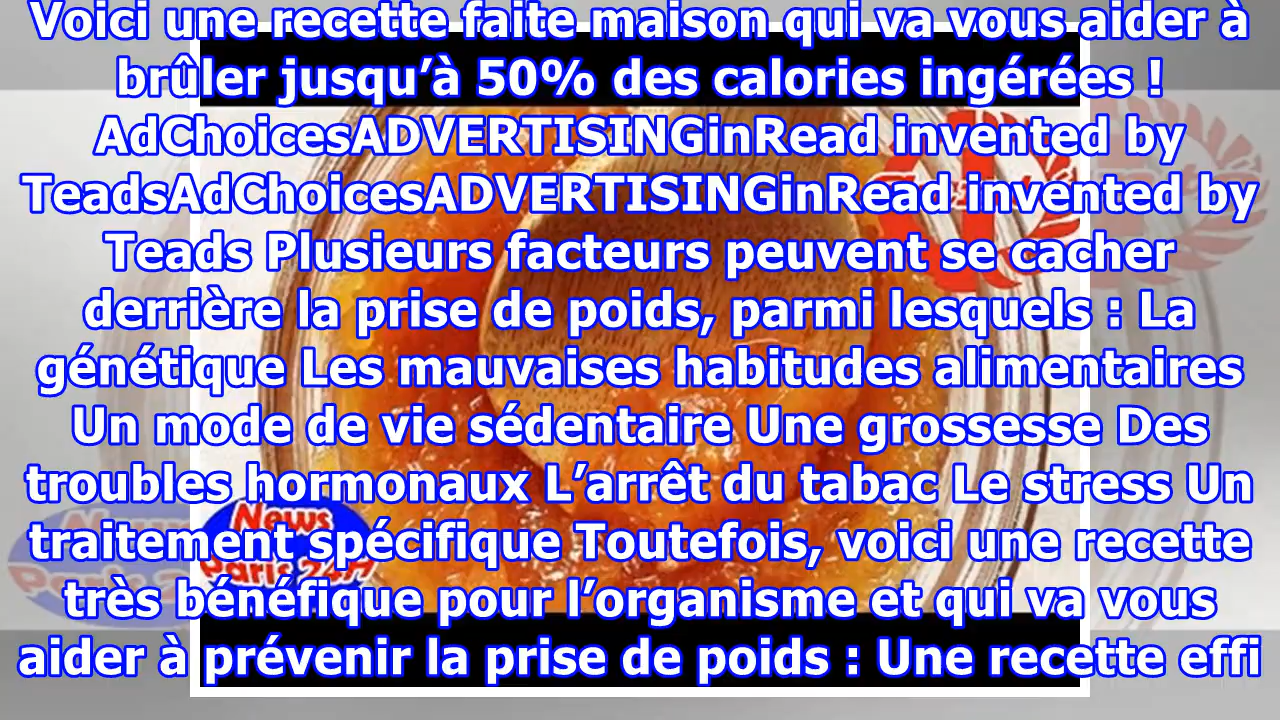 Voici une recette faite maison qui va vous aider à
brûler jusqu’à 50% des calories ingérées !
AdChoicesADVERTISINGinRead invented by
TeadsAdChoicesADVERTISINGinRead invented by
Teads Plusieurs facteurs peuvent se cacher
derrière la prise de poids, parmi lesquels : La
génétique Les mauvaises habitudes alimentaires
Un mode de vie sédentaire Une grossesse Des
troubles hormonaux L’arrêt du tabac Le stress Un
traitement spécifique Toutefois, voici une recette
très bénéfique pour l’organisme et qui va vous
aider à prévenir la prise de poids : Une recette effi
News
Paris 24H